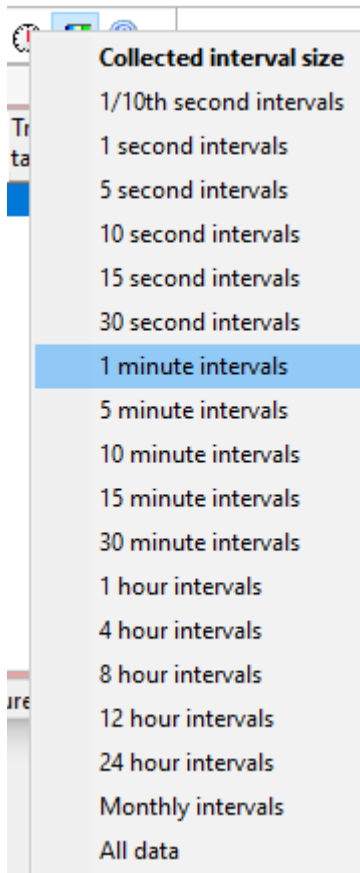 Collected interval size
1/10th second intervals
1 second intervals
5 second intervals
10 second intervals
15 second intervals
30 second intervals
1 minute intervals
5 minute intervals
10 minute intervals
15 minute intervals
30 minute intervals
1 hour intervals
4 hour intervals
8 hour intervals
12 hour intervals
24 hour intervals
Monthly intervals
All data